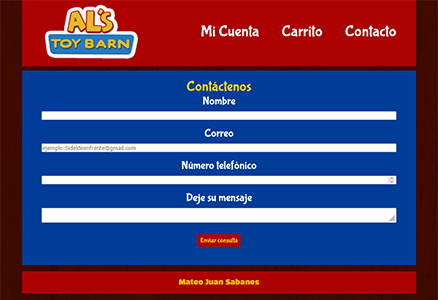 AL'S
TOY BARN
Mi Cuenta Carrito Contacto
Contáctenos
Nombre
Correo
ejemplo:Sideldeenfrente@gmail.com
Número telefónico
Deje su mensaje
Enviar consulta
Mateo Juan Sabanes